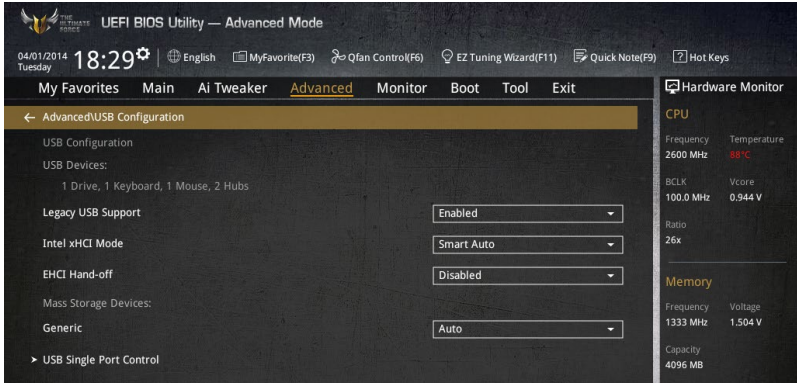 THE ULTIMATE FORCE
UEFI BIOS Utility — Advanced Mode
04/01/2014
Tuesday
18:29
English
MyFavorite(F3)
Qfan Control(F6)
EZ Tuning Wizard(F11)
Quick Note(F9)
? Hot Keys
My Favorites
Main
Ai Tweaker
Advanced
Monitor
Boot
Tool
Exit
Hardware Monitor
← Advanced\USB Configuration
USB Configuration
USB Devices:
1 Drive, 1 Keyboard, 1 Mouse, 2 Hubs
Legacy USB Support
Enabled
Intel xHCI Mode
Smart Auto
EHCI Hand-off
Disabled
Mass Storage Devices:
Generic
Auto
> USB Single Port Control
CPU
Frequency Temperature
2600 MHz 88°C
BCLK Vcore
100.0 MHz 0.944 V
Ratio
26x
Memory
Frequency Voltage
1333 MHz 1.504 V
Capacity
4096 MB